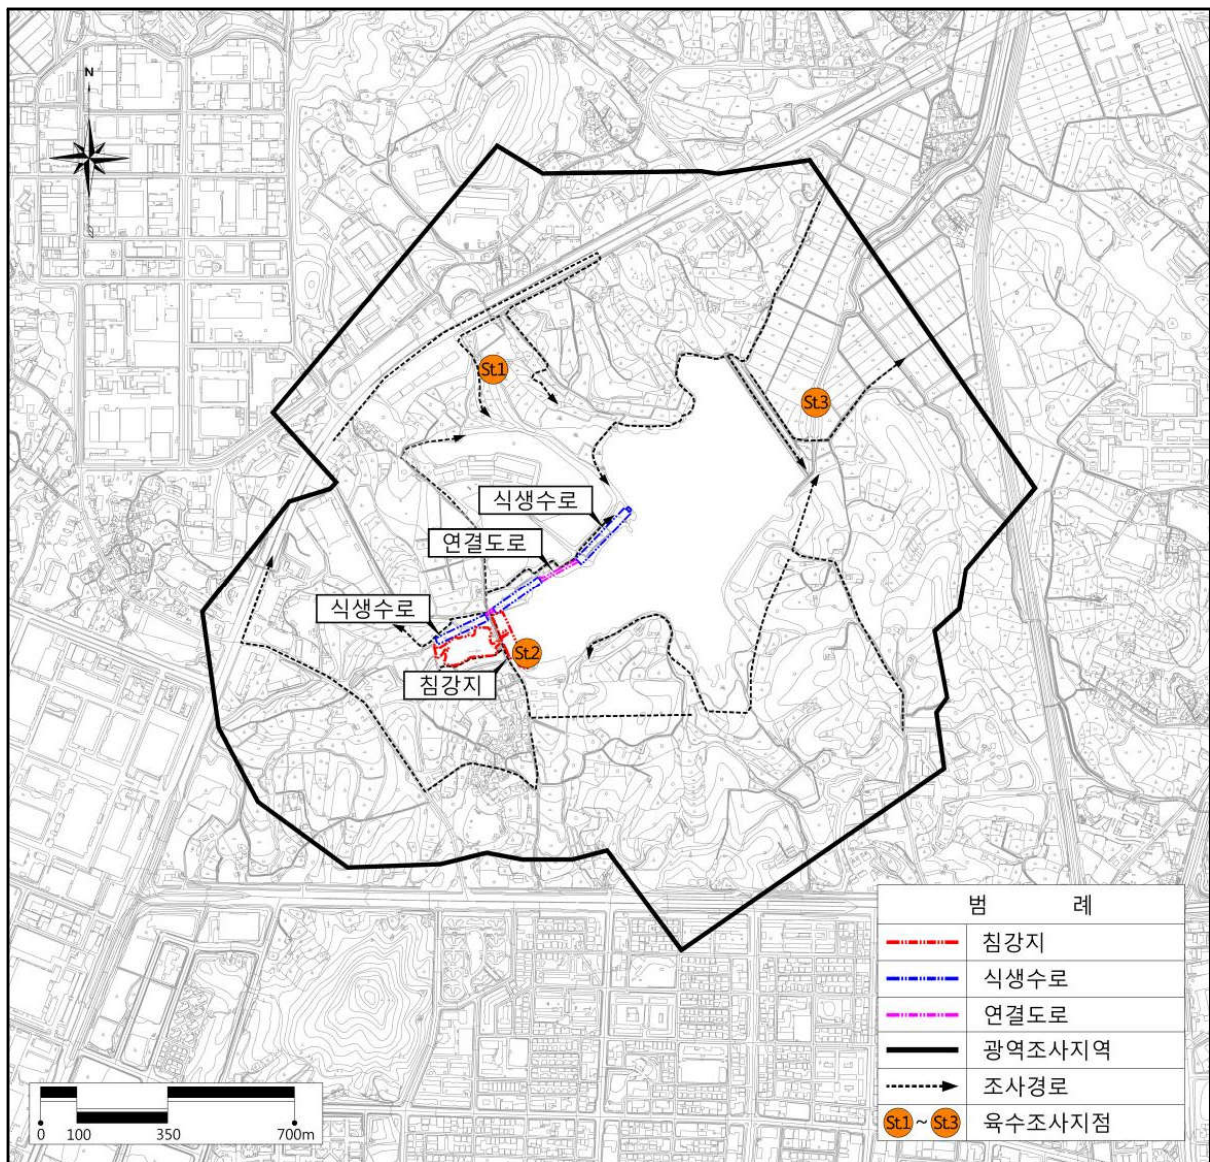 N
S
St.1
St.3
식생수로
연결도로
식생수로
St.2
침강지
범 례
침강지
식생수로
연결도로
광역조사지역
조사경로
St.1 ~ St.3 육수조사지점
0 100 350 700m